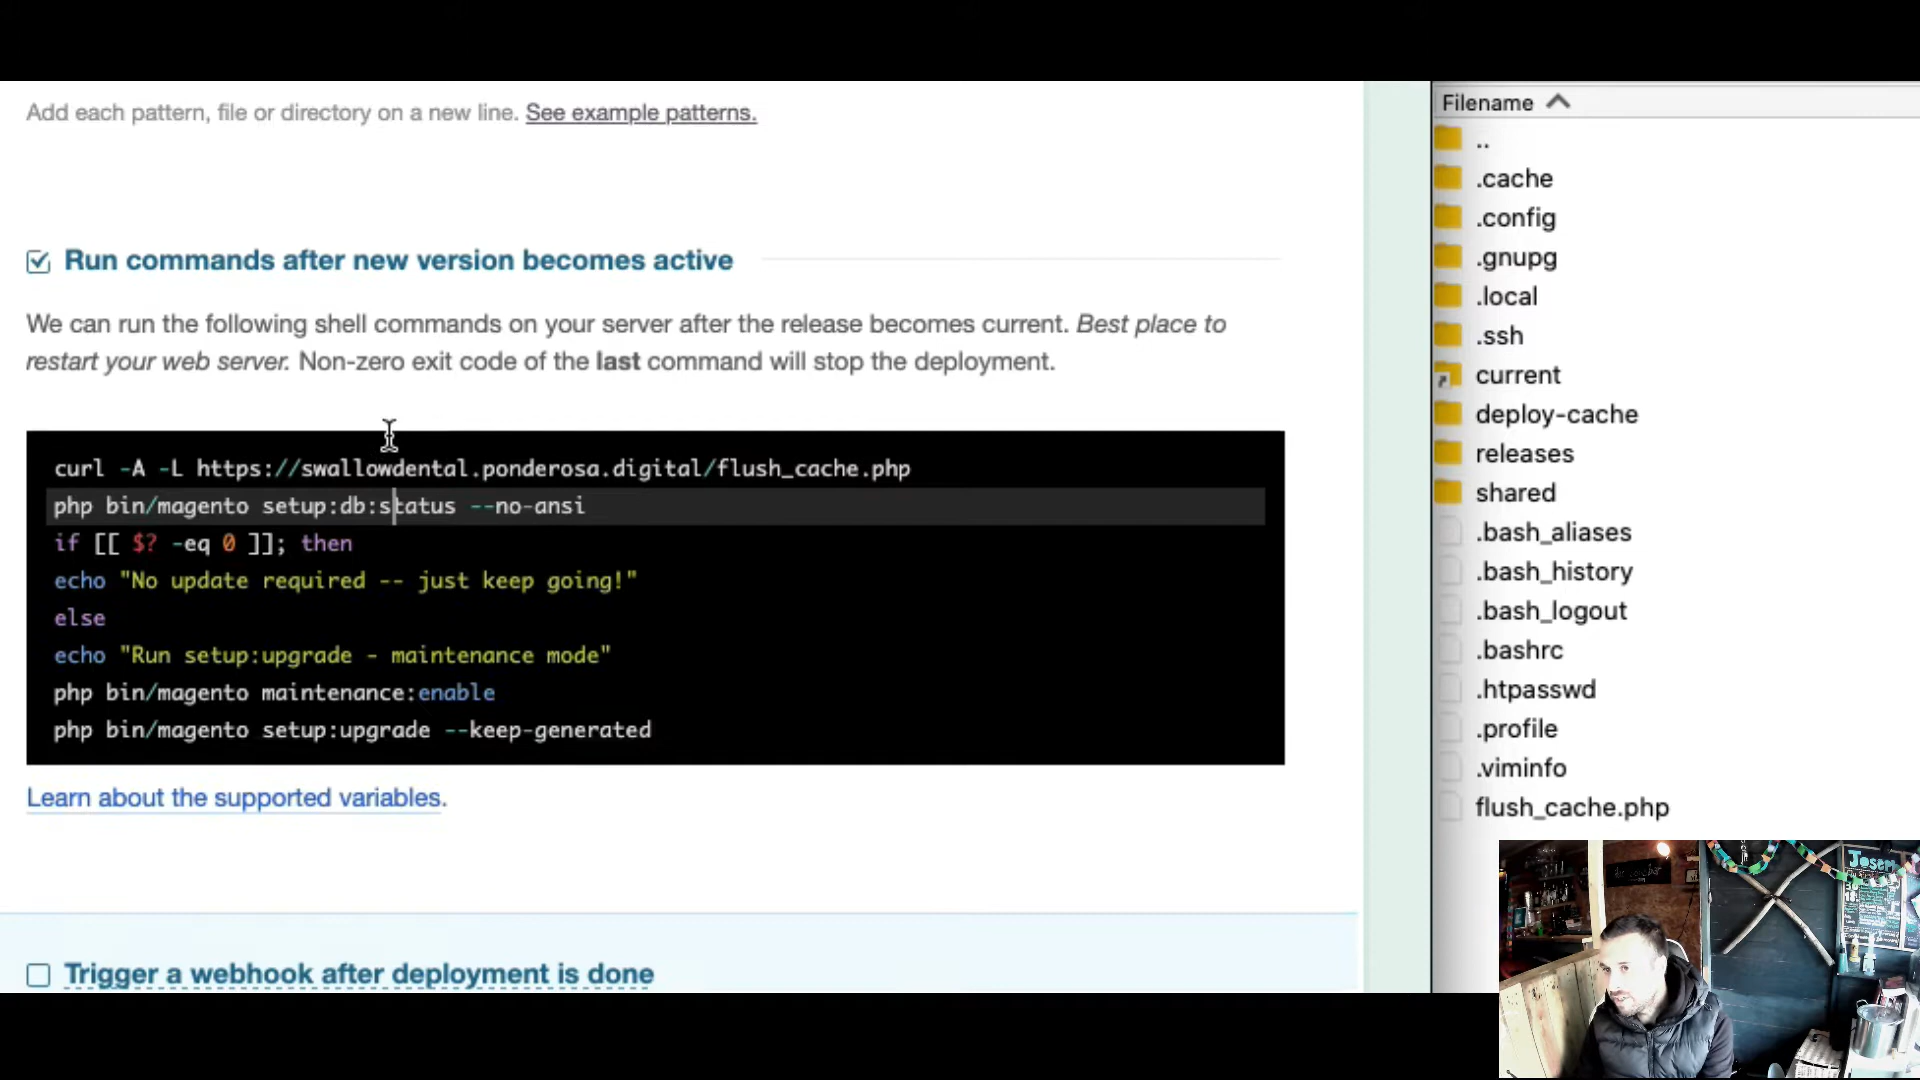 Add each pattern, file or directory on a new line. See example patterns.
Run commands after new version becomes active
We can run the following shell commands on your server after the release becomes current. Best place to
restart your web server. Non-zero exit code of the last command will stop the deployment.
curl -A -L https://swallowdental.ponderosa.digital/flush_cache.php
php bin/magento setup:db:status --no-ansi
if [[ $? -eq 0 ]]; then
echo "No update required -- just keep going!"
else
echo "Run setup:upgrade - maintenance mode"
php bin/magento maintenance:enable
php bin/magento setup:upgrade --keep-generated
Learn about the supported variables.
Trigger a webhook after deployment is done
Filename
..
.cache
.config
.gnupg
.local
.ssh
current
deploy-cache
releases
shared
.bash_aliases
.bash_history
.bash_logout
.bashrc
.htpasswd
.profile
.viminfo
flush_cache.php